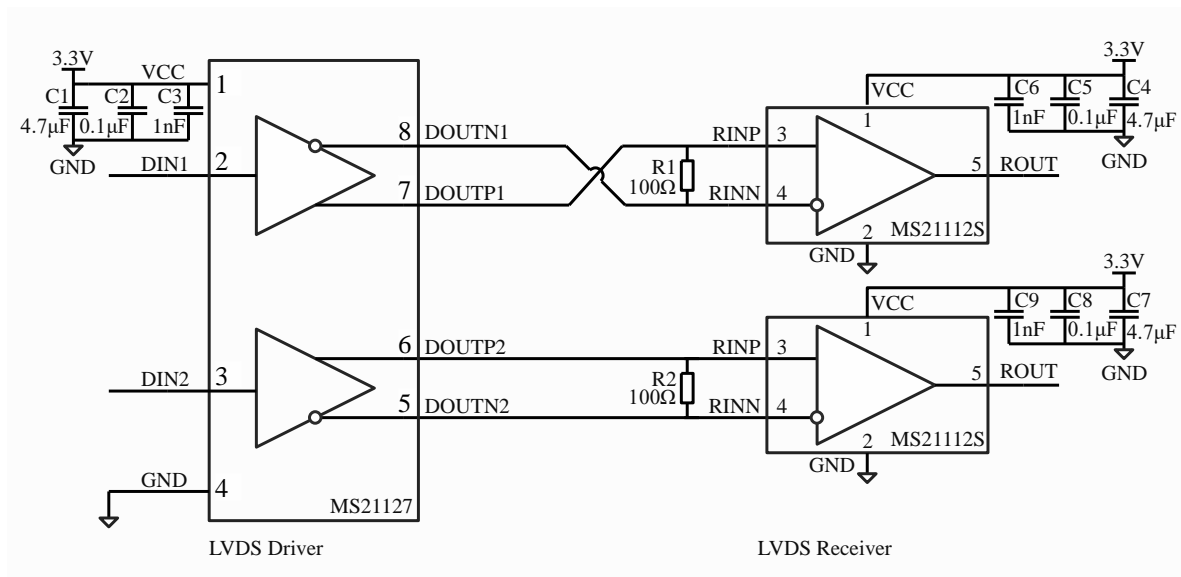 3.3V
VCC
1
C1
C2
C3
4.7μF
0.1μF
1nF
GND
DIN1
2
8
DOUTN1
7
DOUTP1
R1
100Ω
RINP
3
RINN
4
VCC
1
C6
C5
C4
3.3V
1nF
0.1μF
4.7μF
GND
5
ROUT
2
GND
MS21112S
DIN2
3
6
DOUTP2
5
DOUTN2
R2
100Ω
RINP
3
RINN
4
VCC
1
3.3V
C9
C8
C7
1nF
0.1μF
4.7μF
GND
5
ROUT
2
GND
MS21112S
GND
4
MS21127
LVDS Driver
LVDS Receiver